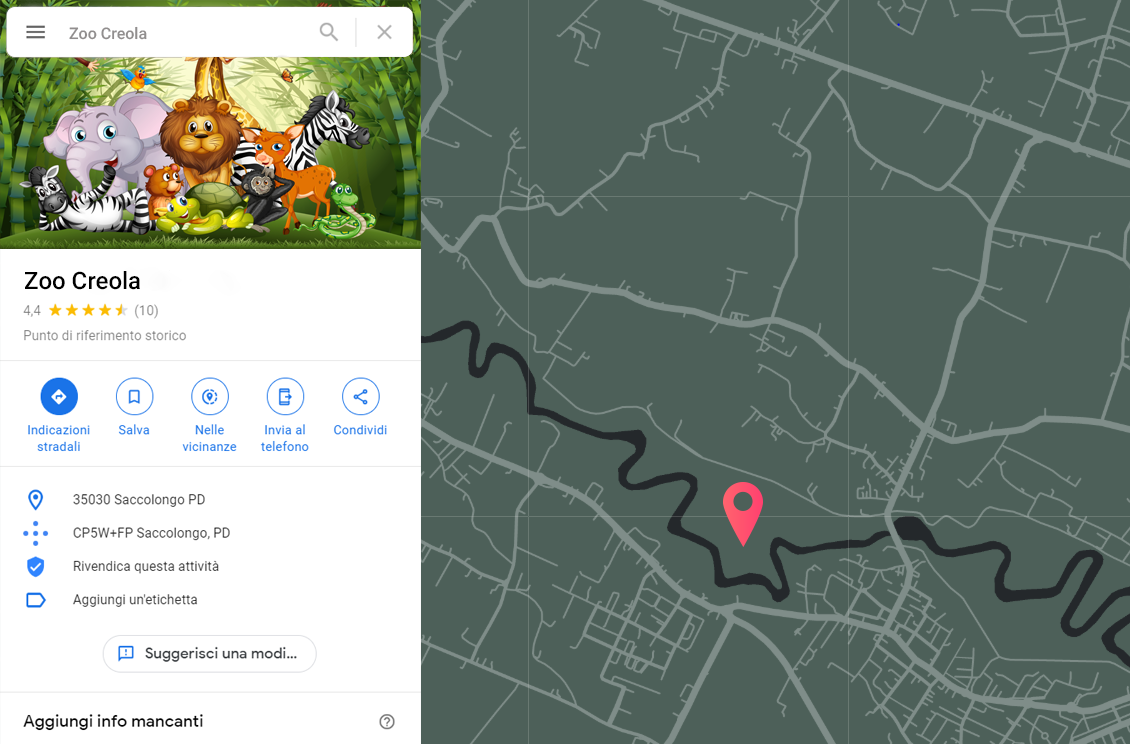 Zoo Creola
Zoo Creola
4,4 (10)
Punto di riferimento storico
Indicazioni
stradali
Salva
Nelle
vicinanze
Invia al
telefono
Condividi
35030 Saccolongo PD
CP5W+FP Saccolongo, PD
Rivendica questa attività
Aggiungi un'etichetta
Suggerisci una modi...
Aggiungi info mancanti